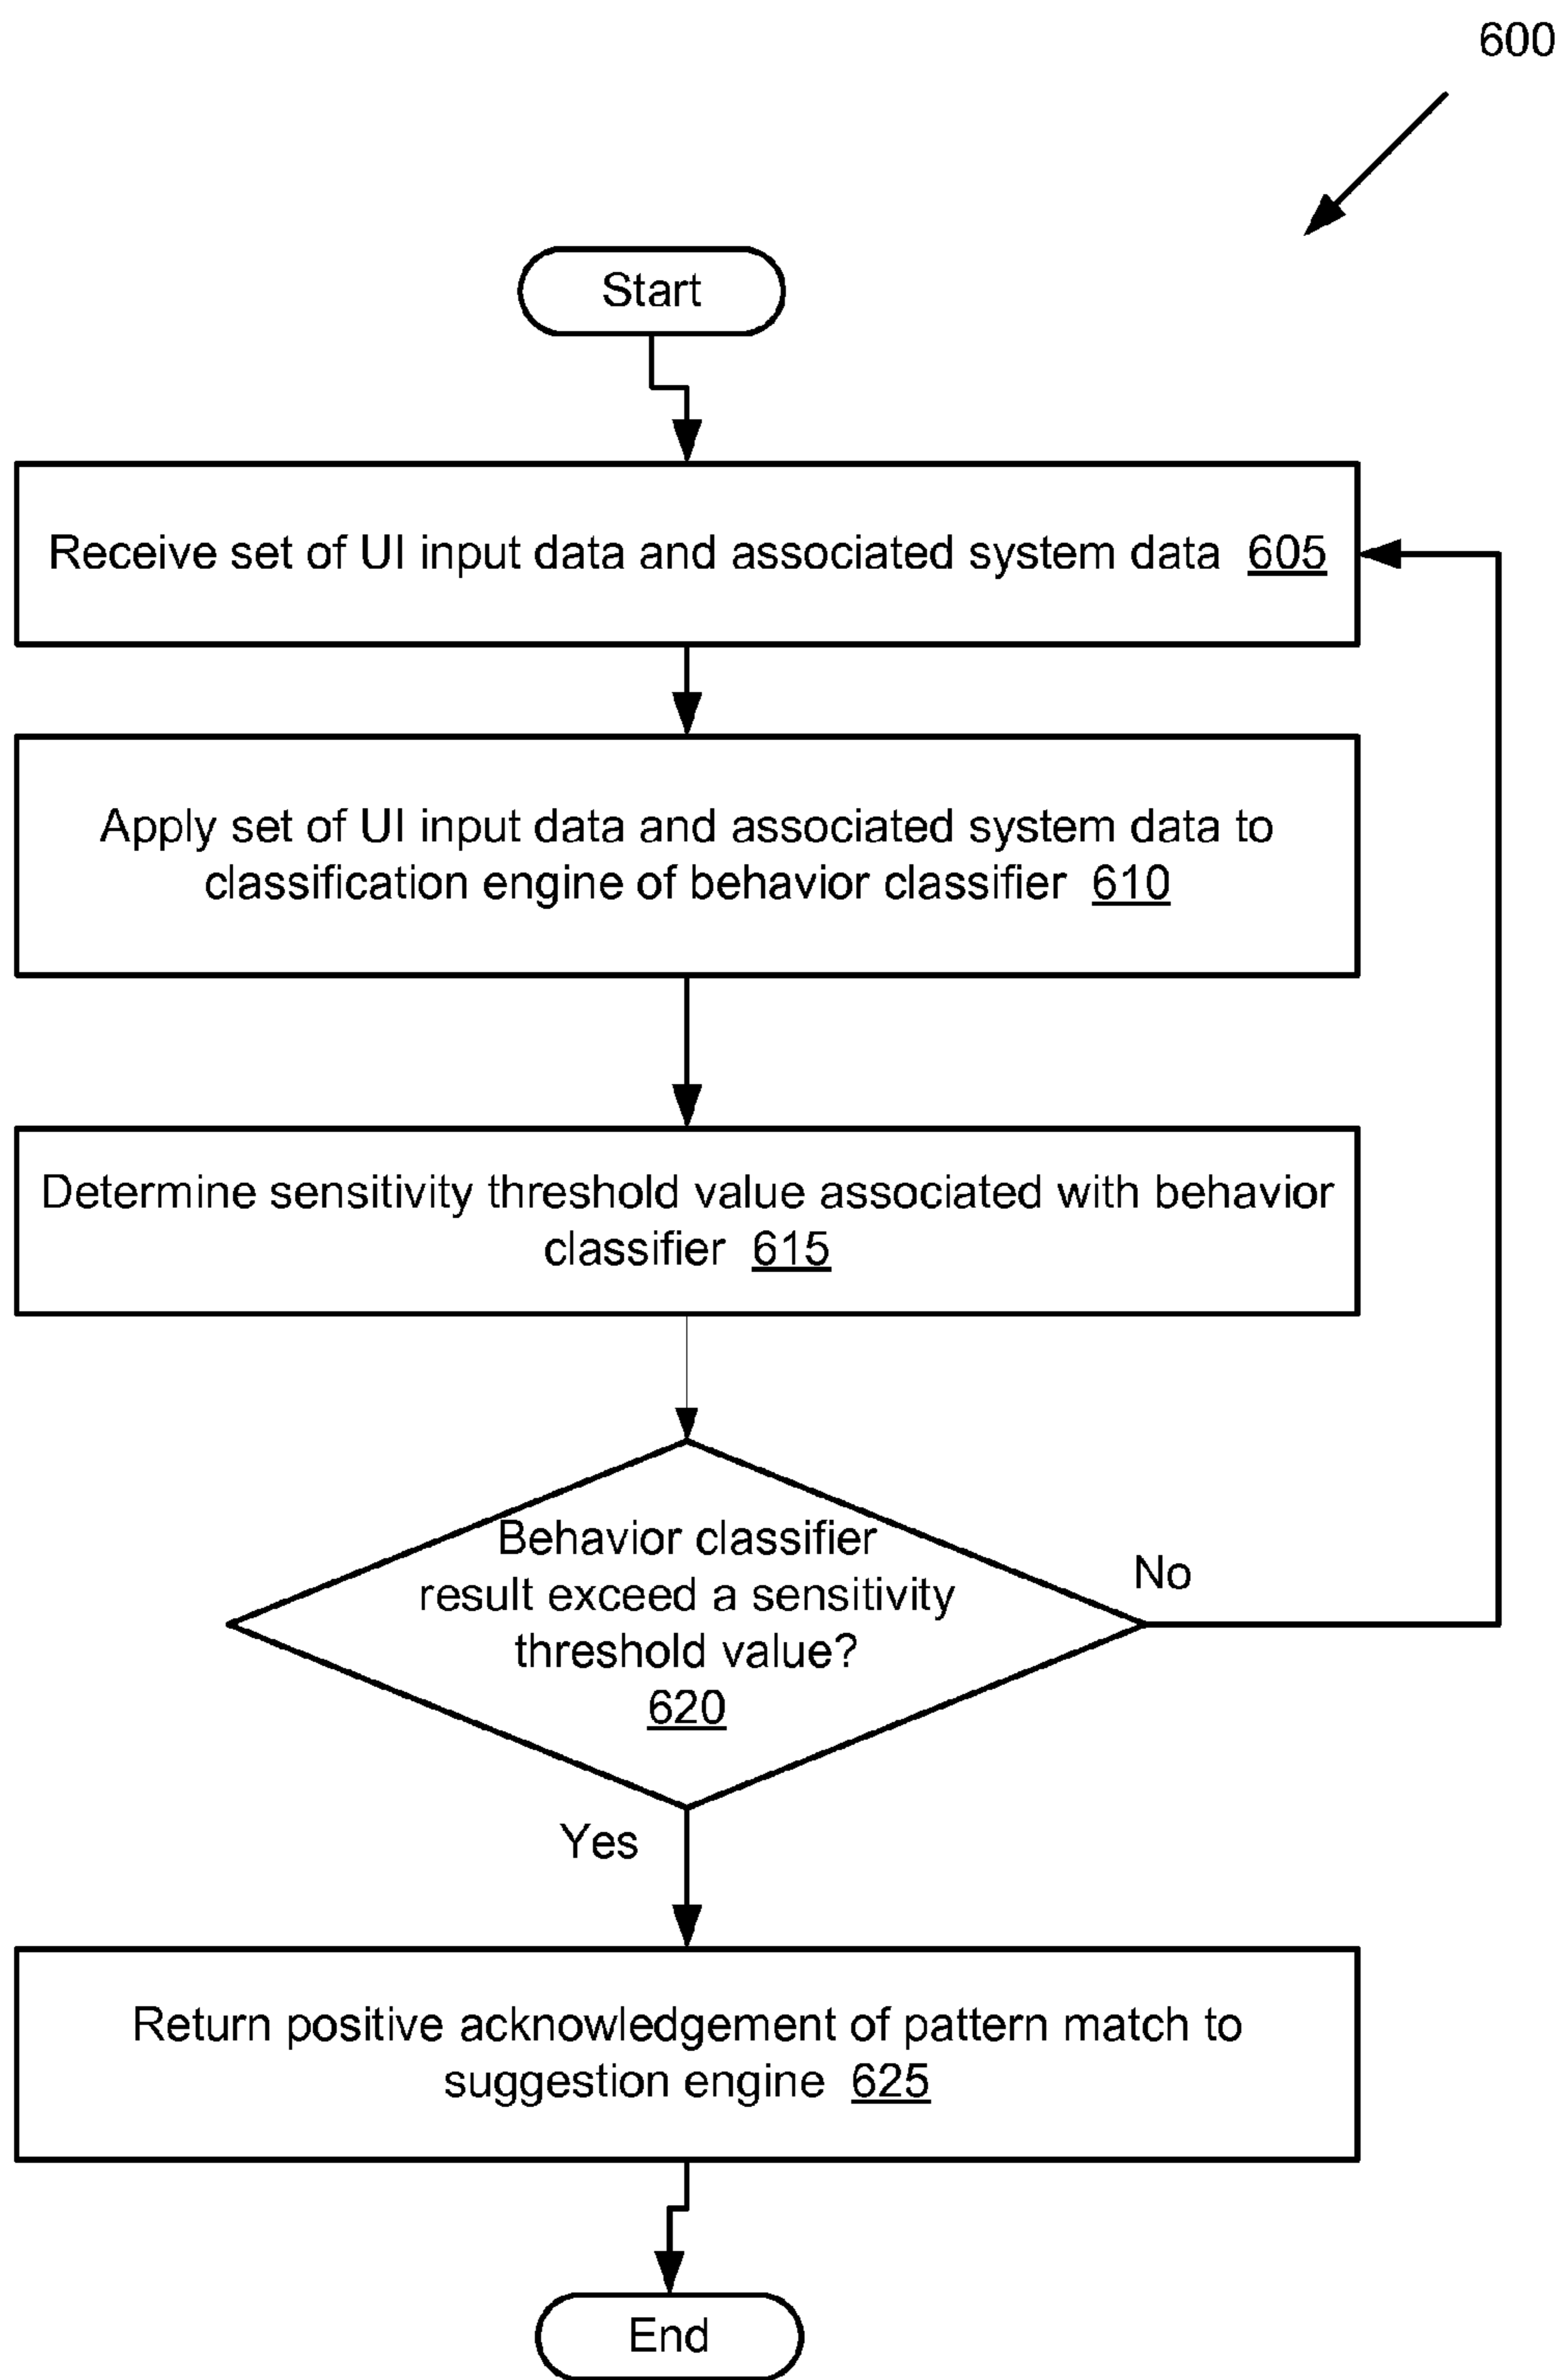 600
Start
Receive set of UI input data and associated system data 605
Apply set of UI input data and associated system data to
classification engine of behavior classifier 610
Determine sensitivity threshold value associated with behavior
classifier 615
Behavior classifier
result exceed a sensitivity
threshold value?
620
No
Yes
Return positive acknowledgement of pattern match to
suggestion engine 625
End